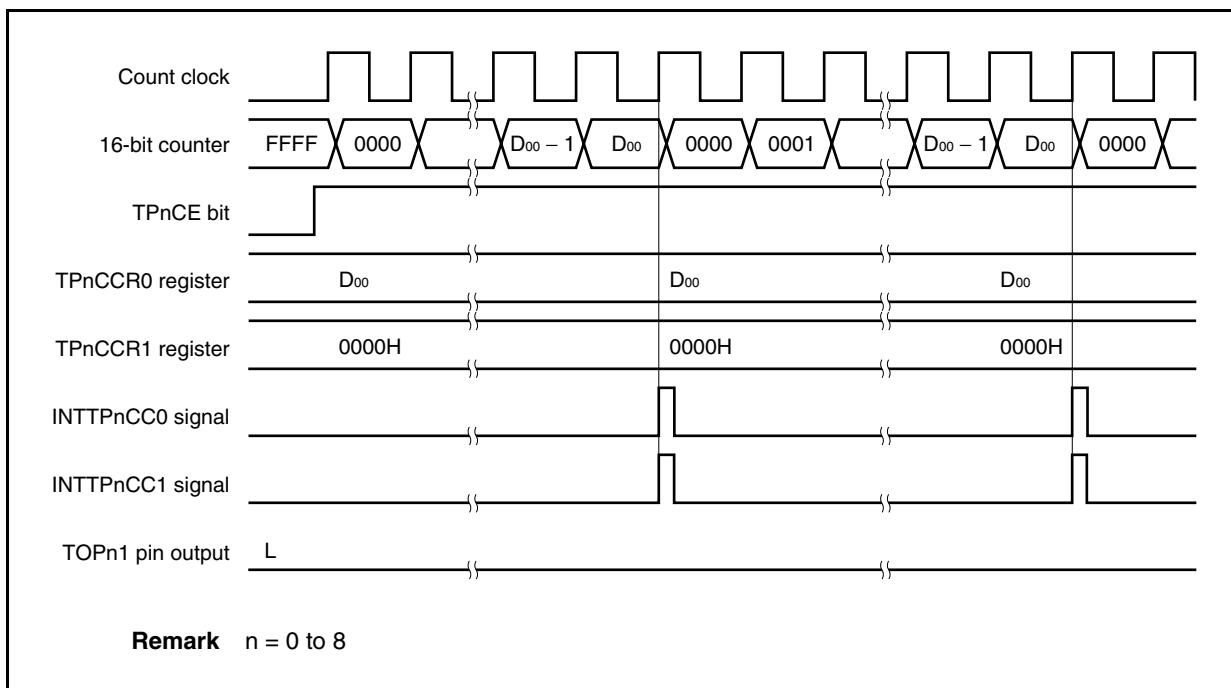 Count clock
16-bit counter FFFF 0000 D00 − 1 D00 0000 0001 D00 − 1 D00 0000
TPnCE bit
TPnCCR0 register D00 D00 D00
TPnCCR1 register 0000H 0000H 0000H
INTTPnCC0 signal
INTTPnCC1 signal
TOPn1 pin output L
Remark n = 0 to 8